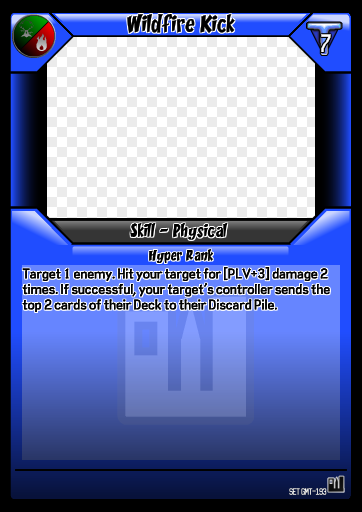 Wildfire Kick
7
Skill - Physical
Hyper Rank
Target 1 enemy. Hit your target for [PLV+3] damage 2
times. If successful, your target's controller sends the
top 2 cards of their Deck to their Discard Pile.
SET GMT-193